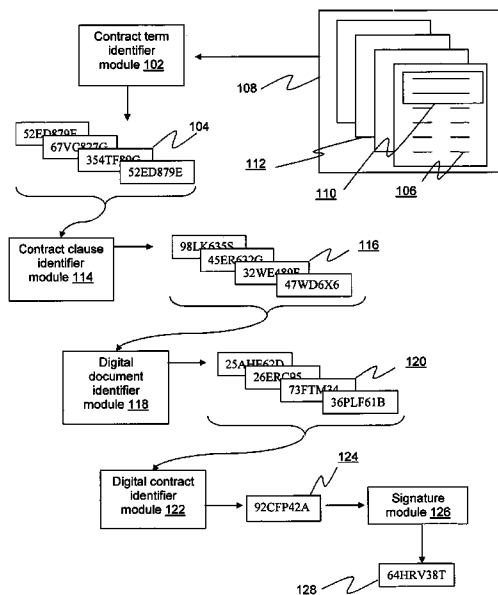 Contract term
identifier
module 102
108
112
110
106
104
52ED879E
67VC827G
354TF89G
52ED879E
Contract clause
identifier
module 114
98LK635S
45ER632G
32WE489F
47WD6X6
116
Digital
document
identifier
module 118
25AHF62D
26ERC95
73FTM34
36PLF61B
120
Digital contract
identifier
module 122
92CFP42A
124
Signature
module 126
64HRV38T
128